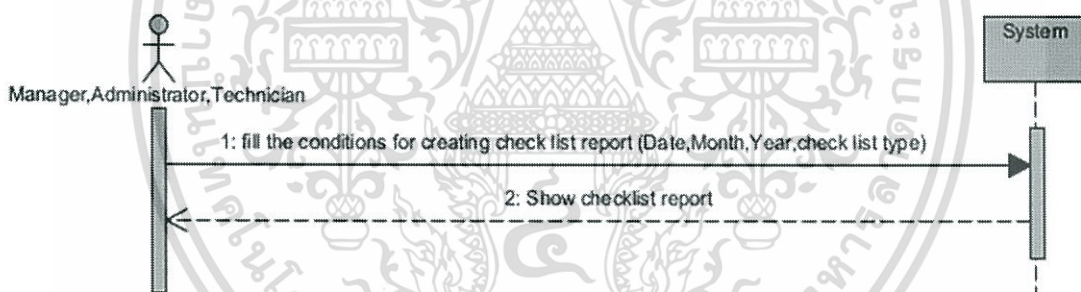 System
Manager,Administrator,Technician
1: fill the conditions for creating check list report (Date,Month,Year,check list type)
2: Show checklist report